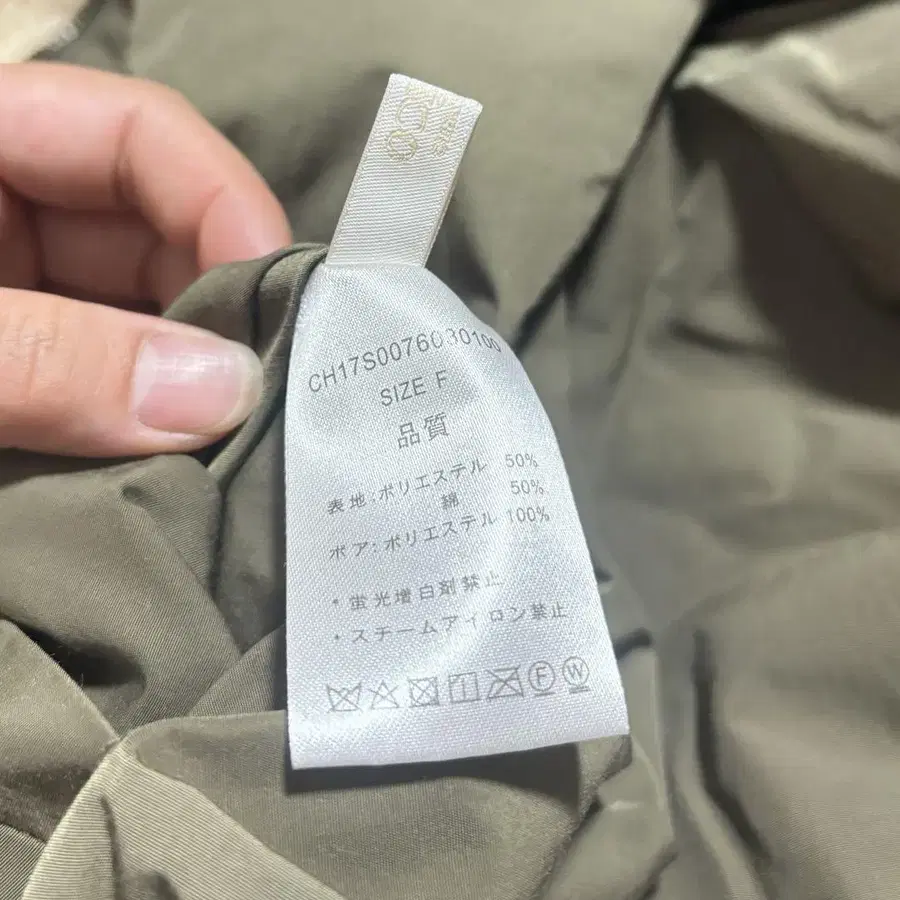 CH17S0076030100
SIZE F
品質
表地:ポリエステル 50%
綿 50%
ボア:ポリエステル 100%
・蛍光増白剤禁止
・スチームアイロン禁止
F W